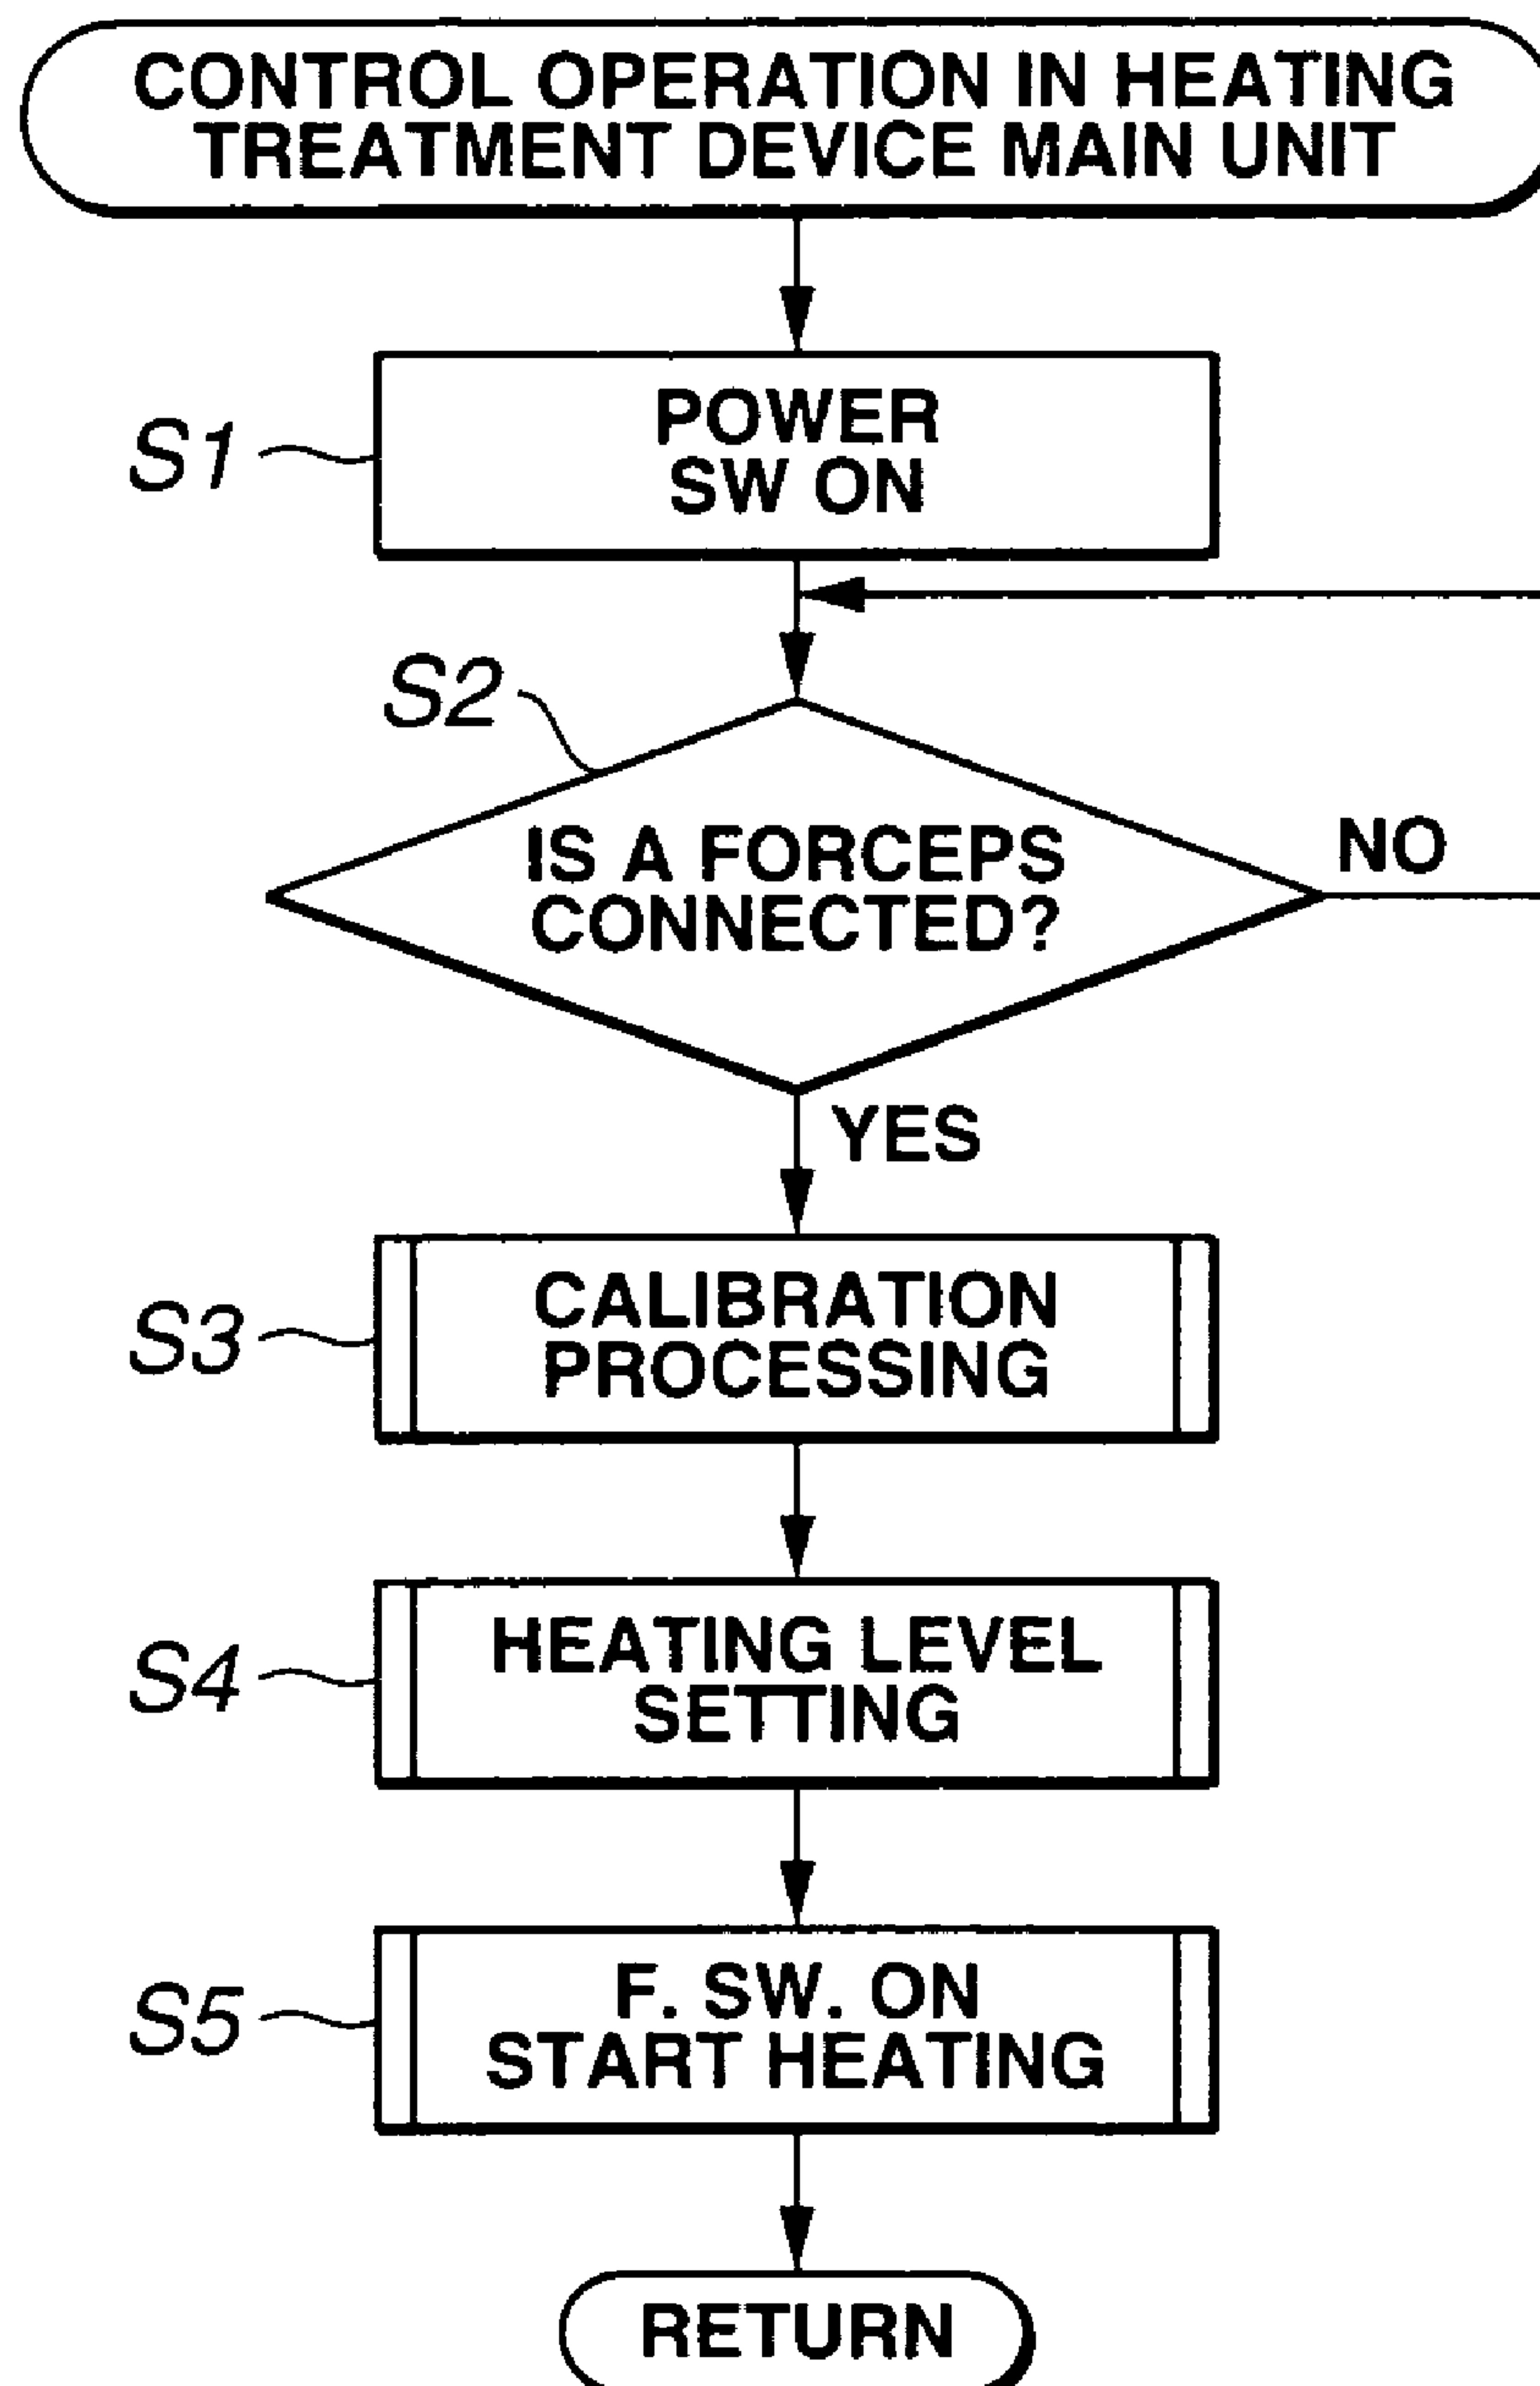 CONTROL OPERATION IN HEATING
TREATMENT DEVICE MAIN UNIT
S1
POWER
SW ON
S2
IS A FORCEPS
CONNECTED?
NO
YES
S3
CALIBRATION
PROCESSING
S4
HEATING LEVEL
SETTING
S5
F. SW. ON
START HEATING
RETURN